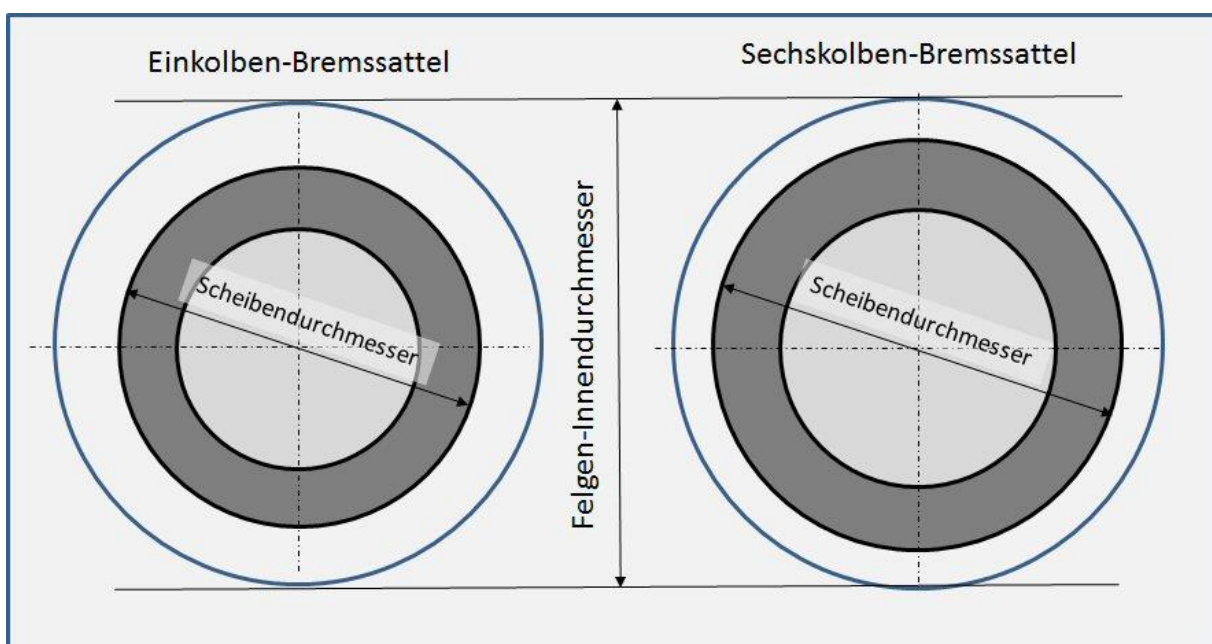 Einkolben-Bremssattel
Sechskolben-Bremssattel
Scheibendurchmesser
Felgen-Innendurchmesser
Scheibendurchmesser